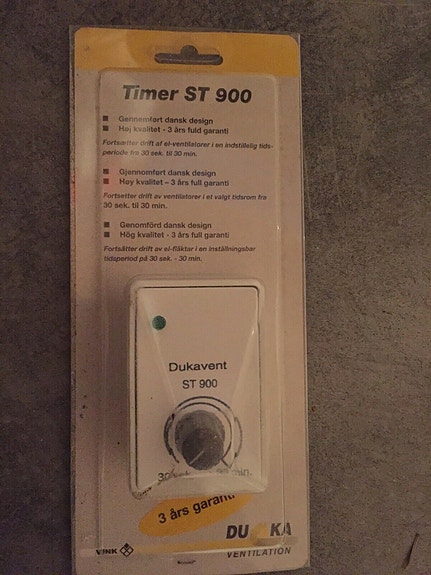 Timer ST 900
Gennemført dansk design
Høj kvalitet - 3 års fuld garanti
Fortsætter drift af el-ventilatorer i en indstillelig tids-
periode fra 30 sek. til 30 min.
Gjennomført dansk design
Høy kvalitet – 3 års full garanti
Fortsetter drift av ventilatorer i et valgt tidsrom fra
30 sek. til 30 min.
Genomförd dansk design
Hög kvalitet - 3 års full garanti
Fortsätter drift av el-fläktar i en inställningsbar
tidsperiod på 30 sek. - 30 min.
Dukavent
ST 900
min.
3 års garanti
VINK
DUKA
VENTILATION